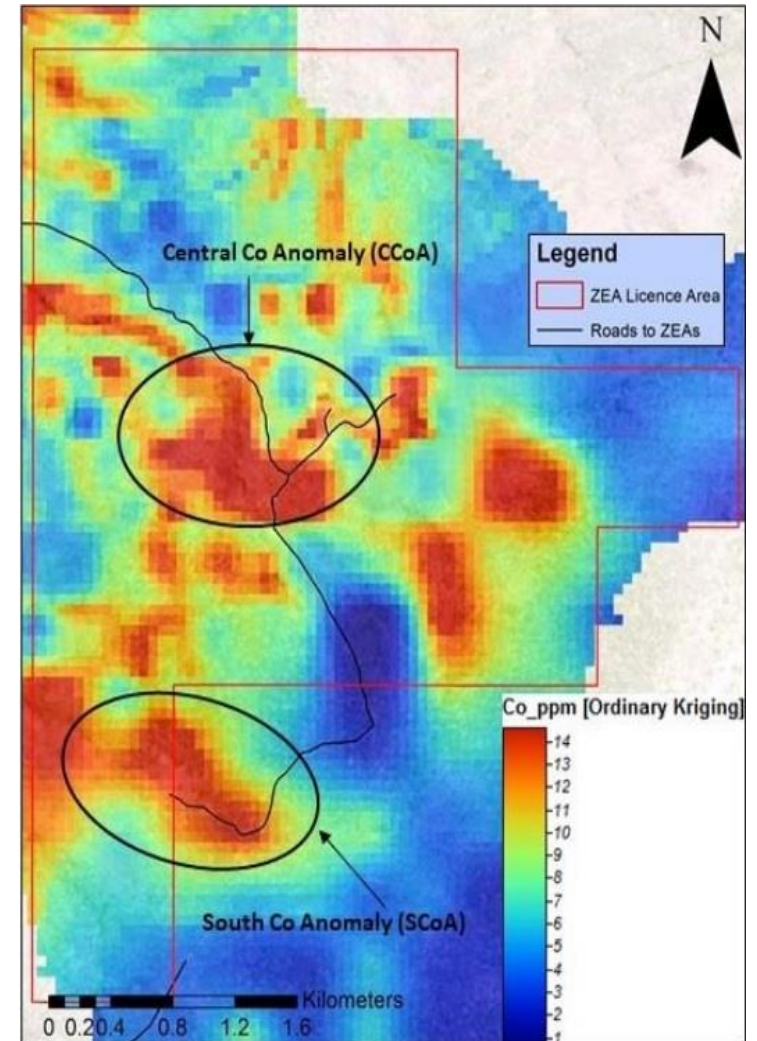 N
Central Co Anomaly (CCoA)
Legend
ZEA Licence Area
Roads to ZEAs
Co_ppm [Ordinary Kriging]
14
13
12
11
10
9
8
7
6
5
4
3
2
1
South Co Anomaly (SCoA)
Kilometers
0 0.20.4 0.8 1.2 1.6